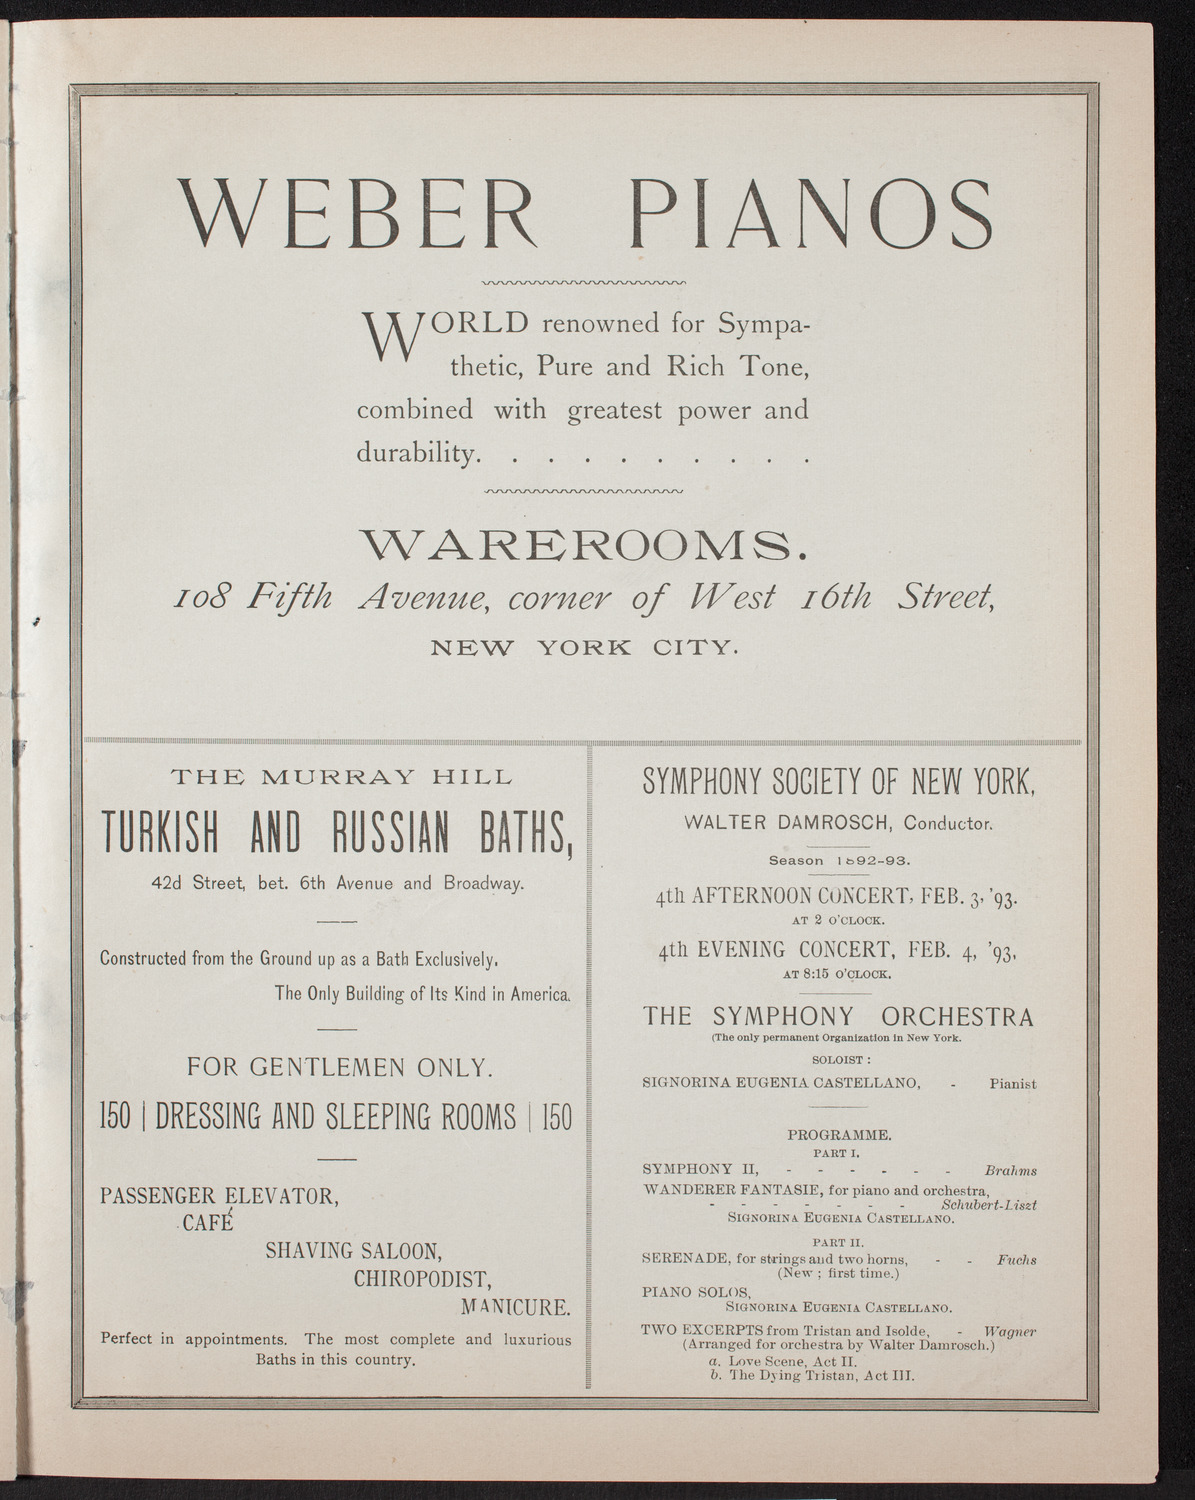 WEBER PIANOS
WORLD renowned for Sympa-
thetic, Pure and Rich Tone,
combined with greatest power and
durability. . . . . . . . . .
WAREROOMS.
108 Fifth Avenue, corner of West 16th Street,
NEW YORK CITY.
THE MURRAY HILL
TURKISH AND RUSSIAN BATHS,
42d Street, bet. 6th Avenue and Broadway.
Constructed from the Ground up as a Bath Exclusively.
The Only Building of Its Kind in America.
FOR GENTLEMEN ONLY.
150 | DRESSING AND SLEEPING ROOMS | 150
PASSENGER ELEVATOR,
CAFÉ
SHAVING SALOON,
CHIROPODIST,
MANICURE.
Perfect in appointments. The most complete and luxurious
Baths in this country.
SYMPHONY SOCIETY OF NEW YORK,
WALTER DAMROSCH, Conductor.
Season 1892-93.
4th AFTERNOON CONCERT, FEB. 3, '93.
AT 2 O'CLOCK.
4th EVENING CONCERT, FEB. 4, '93,
AT 8:15 O'CLOCK.
THE SYMPHONY ORCHESTRA
(The only permanent Organization in New York.
SOLOIST :
SIGNORINA EUGENIA CASTELLANO, - Pianist
PROGRAMME.
PART I.
SYMPHONY II, - - - - - - Brahms
WANDERER FANTASIE, for piano and orchestra,
- - - - - - - Schubert-Liszt
SIGNORINA EUGENIA CASTELLANO.
PART II.
SERENADE, for strings and two horns, - - Fuchs
(New ; first time.)
PIANO SOLOS,
SIGNORINA EUGENIA CASTELLANO.
TWO EXCERPTS from Tristan and Isolde, - Wagner
(Arranged for orchestra by Walter Damrosch.)
a. Love Scene, Act II.
b. The Dying Tristan, Act III.